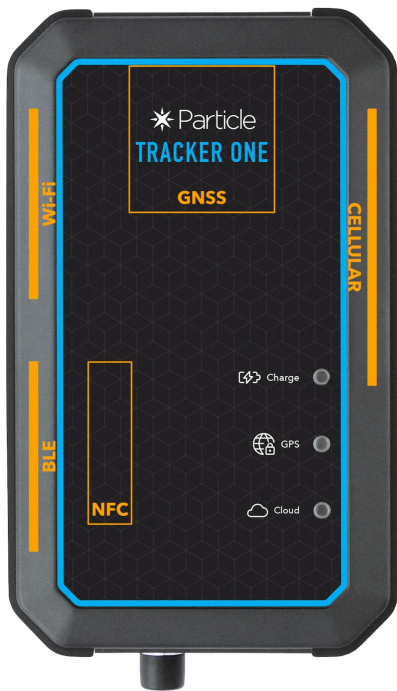 Particle
TRACKER ONE
GNSS
Wi-Fi
CELLULAR
Charge
GPS
BLE
NFC
Cloud